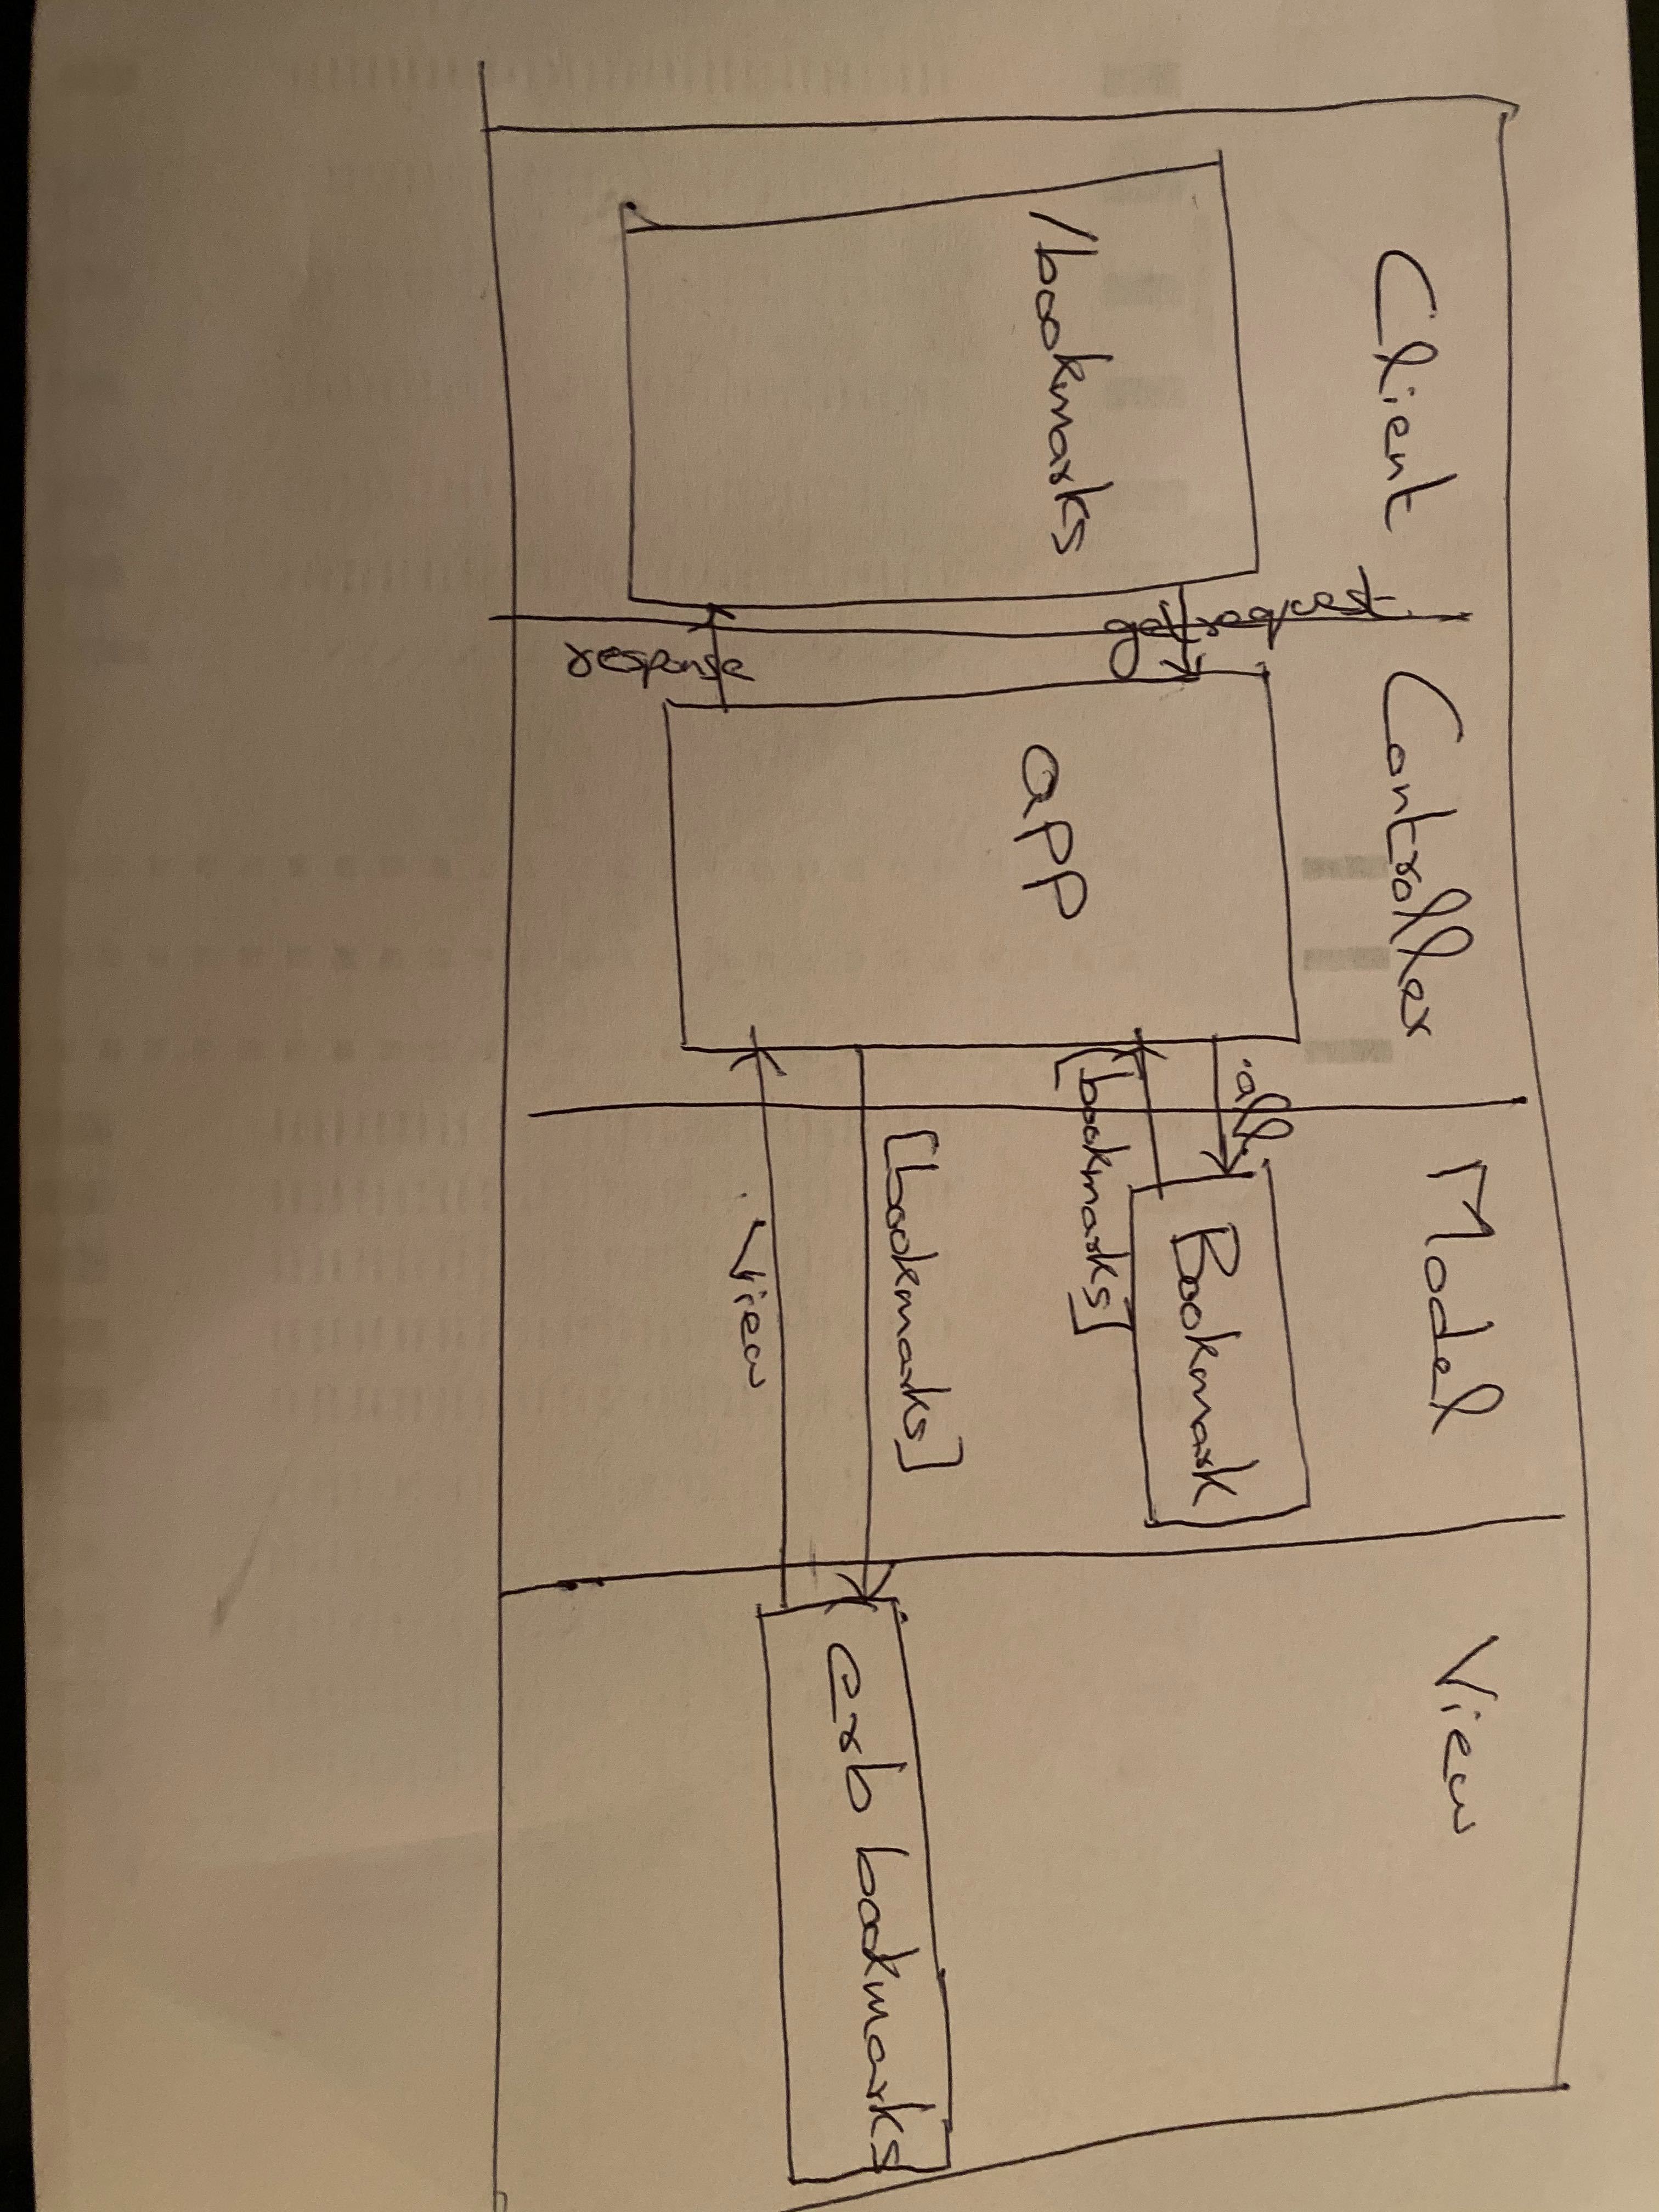 Client
Controller
Model
View
/bookmarks
get request
response
app
.all
[bookmarks]
Bookmark
[bookmarks]
View
erb bookmarks